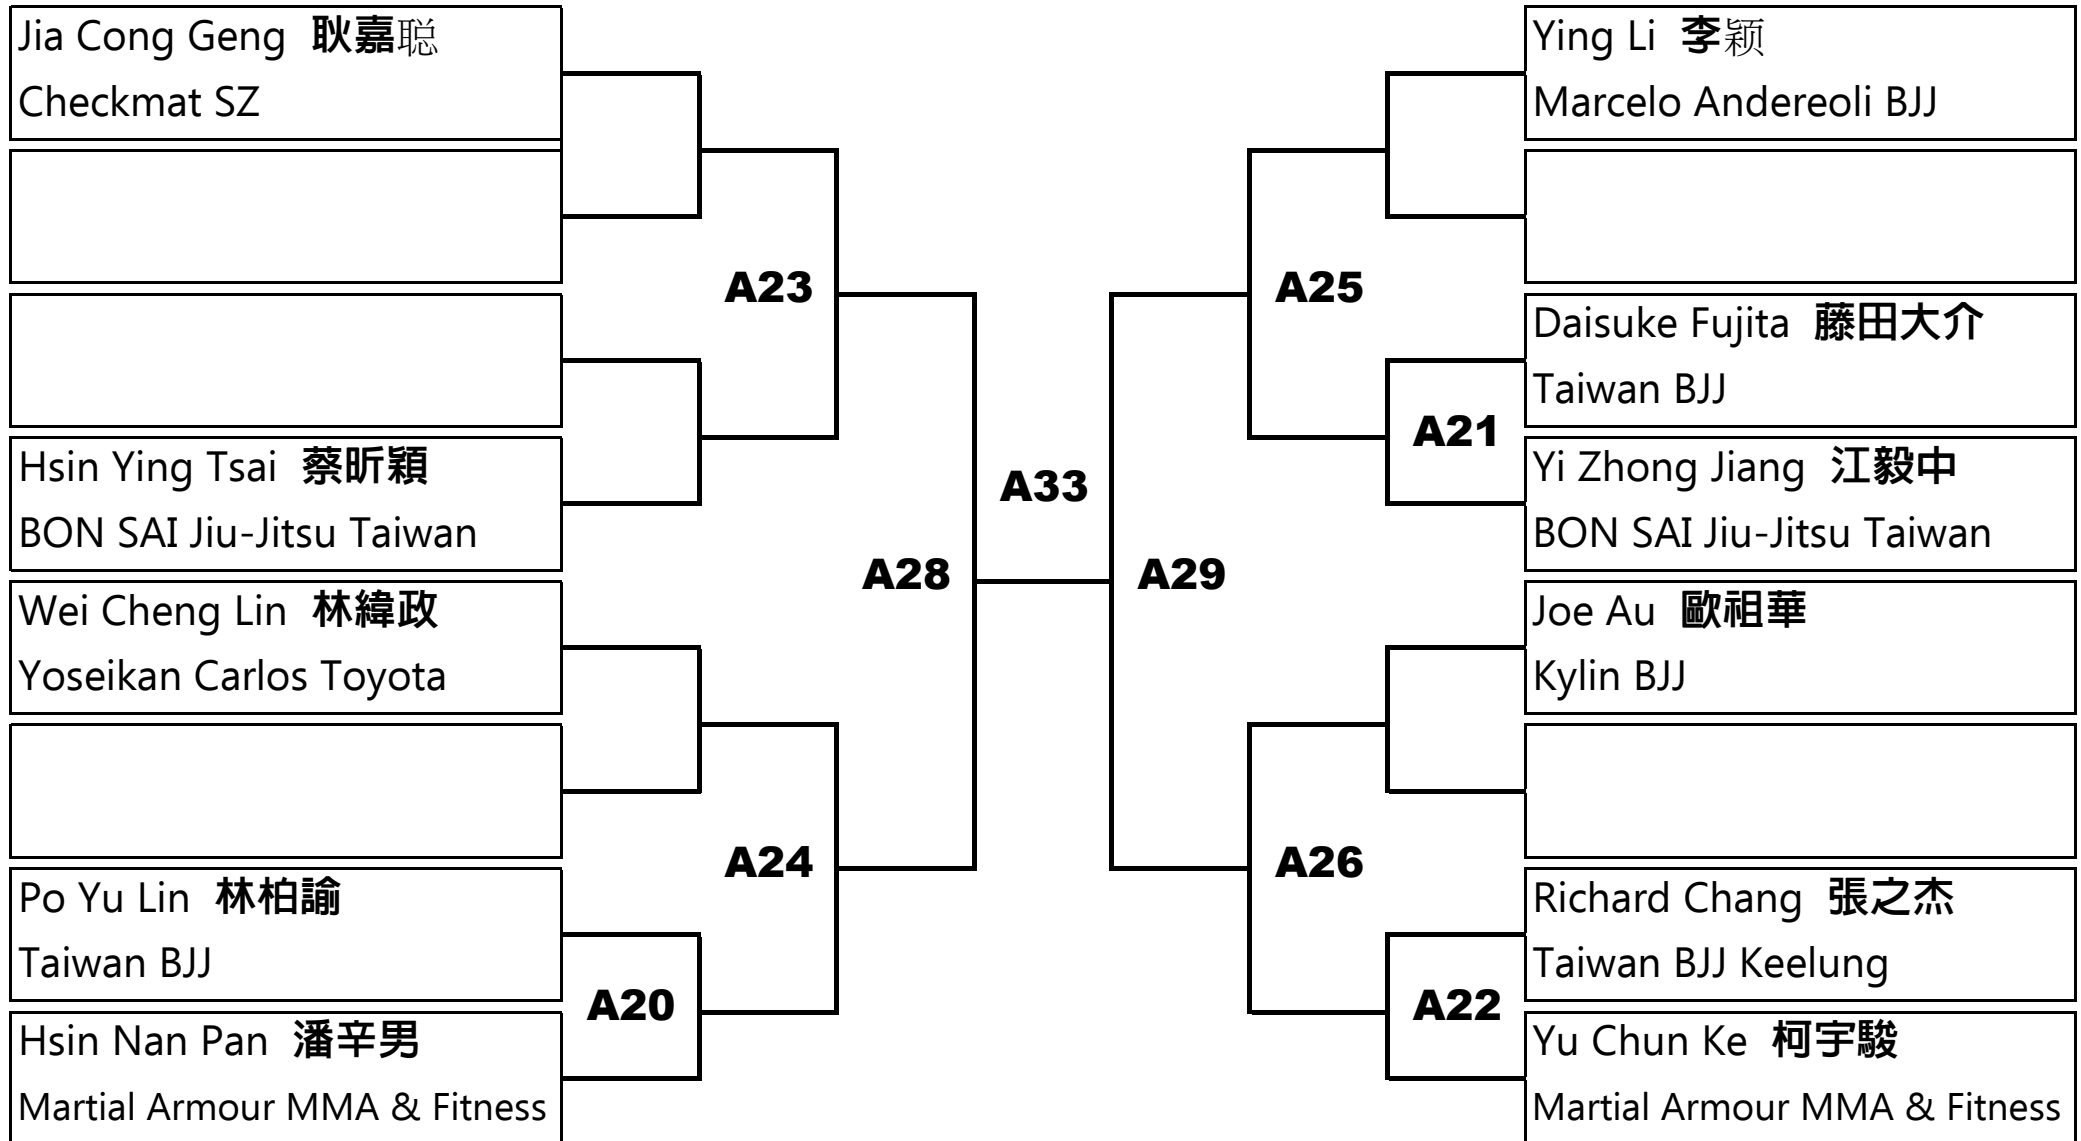 Jia Cong Geng 耿嘉聪
Checkmat SZ
Hsin Ying Tsai 蔡昕穎
BON SAI Jiu-Jitsu Taiwan
Wei Cheng Lin 林緯政
Yoseikan Carlos Toyota
Po Yu Lin 林柏諭
Taiwan BJJ
Hsin Nan Pan 潘辛男
Martial Armour MMA & Fitness
A20
A23
A24
A28
A33
A29
A25
A26
A21
A22
Ying Li 李颖
Marcelo Andereoli BJJ
Daisuke Fujita 藤田大介
Taiwan BJJ
Yi Zhong Jiang 江毅中
BON SAI Jiu-Jitsu Taiwan
Joe Au 歐祖華
Kylin BJJ
Richard Chang 張之杰
Taiwan BJJ Keelung
Yu Chun Ke 柯宇駿
Martial Armour MMA & Fitness